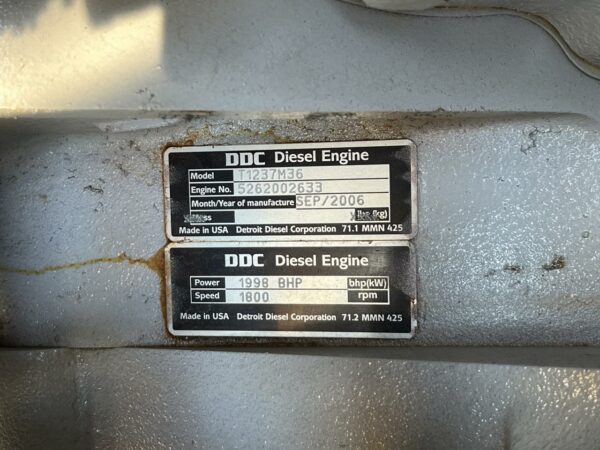 DDC Diesel Engine
Model T1237M36
Engine No. 5262002633
Month/Year of manufacture SEP/2006
lbs. (kg)
Made in USA Detroit Diesel Corporation 71.1 MMN 425
DDC Diesel Engine
Power 1998 BHP bhp(kW)
Speed 1800 rpm
Made in USA Detroit Diesel Corporation 71.2 MMN 425